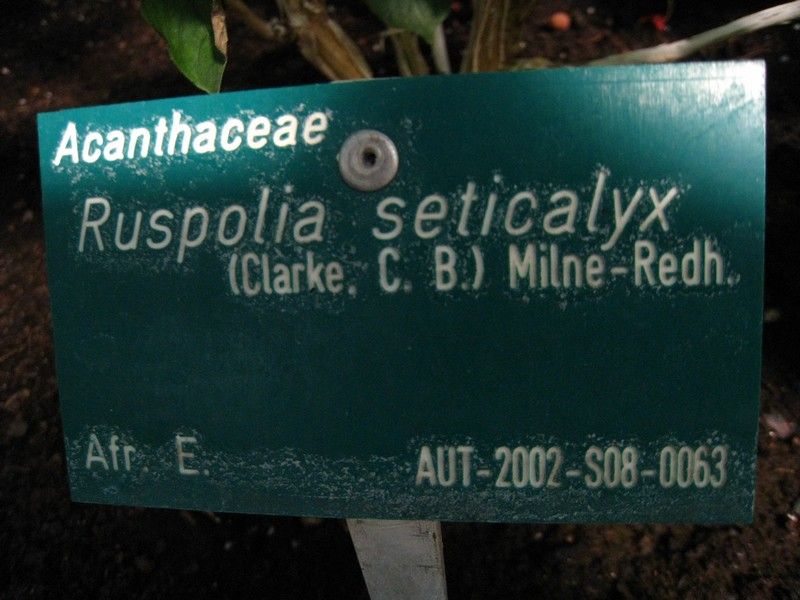 Acanthaceae
Ruspolia seticalyx
(Clarke, C. B.) Milne-Redh.
Afr. E.
AUT-2002-S08-0063